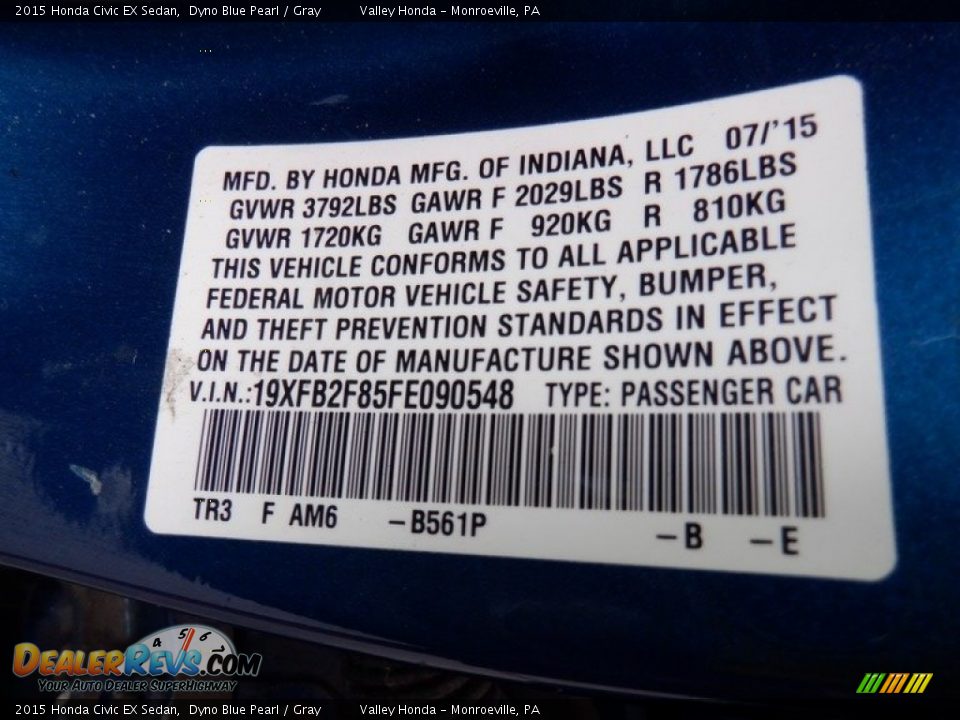 2015 Honda Civic EX Sedan, Dyno Blue Pearl / Gray Valley Honda - Monroeville, PA
MFD. BY HONDA MFG. OF INDIANA, LLC 07/'15
GVWR 3792LBS GAWR F 2029LBS R 1786LBS
GVWR 1720KG GAWR F 920KG R 810KG
THIS VEHICLE CONFORMS TO ALL APPLICABLE
FEDERAL MOTOR VEHICLE SAFETY, BUMPER,
AND THEFT PREVENTION STANDARDS IN EFFECT
ON THE DATE OF MANUFACTURE SHOWN ABOVE.
V.I.N.:19XFB2F85FE090548 TYPE: PASSENGER CAR
TR3 F AM6 -B561P -B -E
4 5 6
DEALERREVS.COM
Your Auto Dealer SuperHighway
2015 Honda Civic EX Sedan, Dyno Blue Pearl / Gray Valley Honda - Monroeville, PA